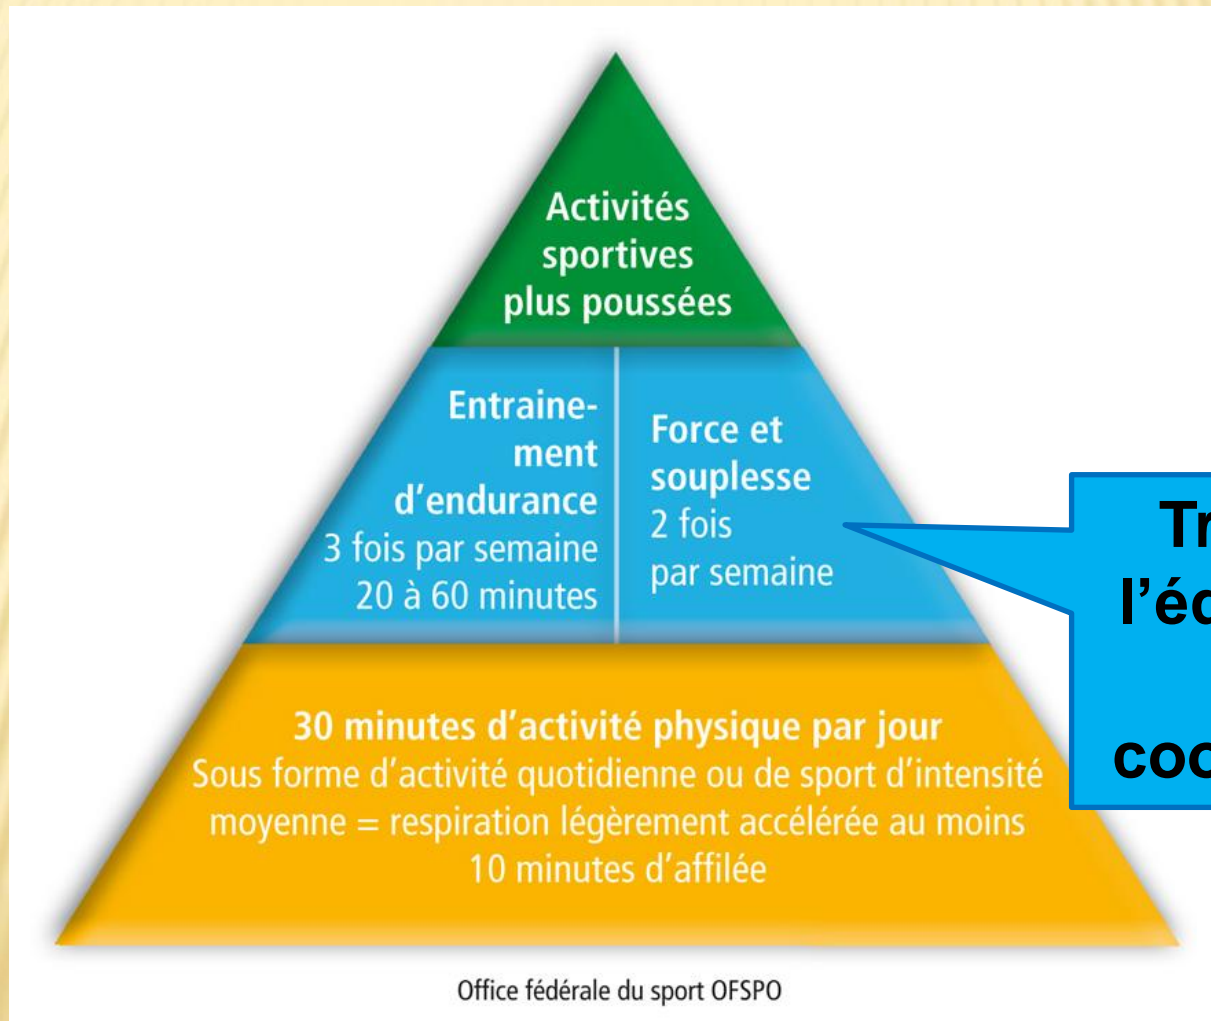 Activités
sportives
plus poussées
Entraine-
ment
d'endurance
3 fois par semaine
20 à 60 minutes
Force et
souplesse
2 fois
par semaine
30 minutes d'activité physique par jour
Sous forme d'activité quotidienne ou de sport d'intensité
moyenne = respiration légèrement accélérée au moins
10 minutes d'affilée
Office fédérale du sport OFSPO